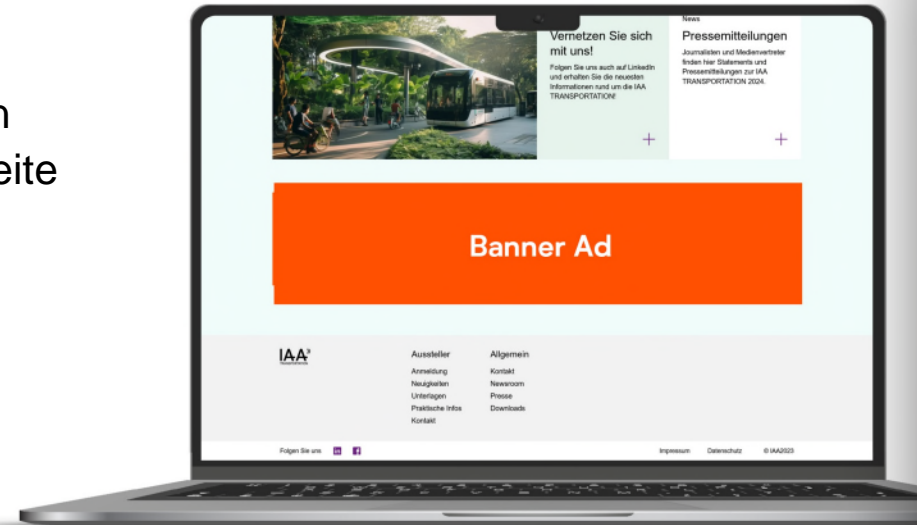 n
eite
Vernetzen Sie sich
mit uns!
Folgen Sie uns auch auf LinkedIn
und erhalten Sie die neuesten
Informationen rund um die IAA
TRANSPORTATION!
+
News
Pressemitteilungen
Journalisten und Medienvertreter
finden hier Statements und
Pressemitteilungen zur IAA
TRANSPORTATION 2024.
+
Banner Ad
IAA
Aussteller
Anmeldung
Neuigkeiten
Unterlagen
Praktische Infos
Kontakt
Allgemein
Kontakt
Newsroom
Presse
Downloads
Folgen Sie uns
in
f
Impressum
Datenschutz
© IAA2023